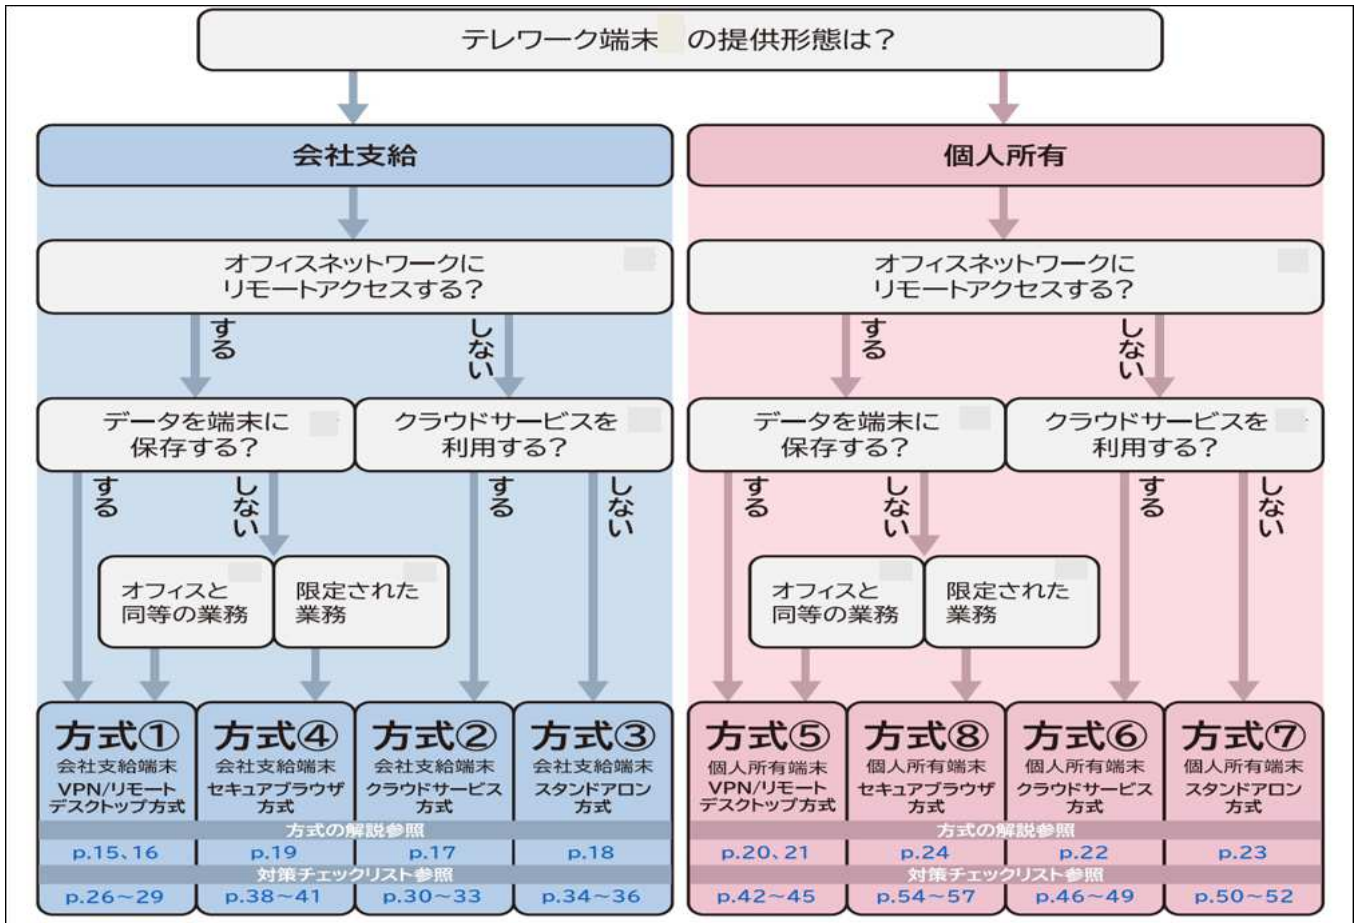 テレワーク端末 の提供形態は？
会社支給
個人所有
オフィスネットワークに
リモートアクセスする？
オフィスネットワークに
リモートアクセスする？
する
しない
する
しない
データを端末に
保存する？
クラウドサービスを
利用する？
データを端末に
保存する？
クラウドサービスを
利用する？
する
しない
する
しない
する
しない
する
しない
オフィスと
同等の業務
限定された
業務
オフィスと
同等の業務
限定された
業務
方式①
会社支給端末
VPN/リモート
デスクトップ方式
方式④
会社支給端末
セキュアブラウザ
方式
方式②
会社支給端末
クラウドサービス
方式
方式③
会社支給端末
スタンドアロン
方式
方式⑤
個人所有端末
VPN/リモート
デスクトップ方式
方式⑧
個人所有端末
セキュアブラウザ
方式
方式⑥
個人所有端末
クラウドサービス
方式
方式⑦
個人所有端末
スタンドアロン
方式
方式の解説参照
方式の解説参照
p.15、16
p.19
p.17
p.18
p.20、21
p.24
p.22
p.23
対策チェックリスト参照
対策チェックリスト参照
p.26～29
p.38～41
p.30～33
p.34～36
p.42～45
p.54～57
p.46～49
p.50～52